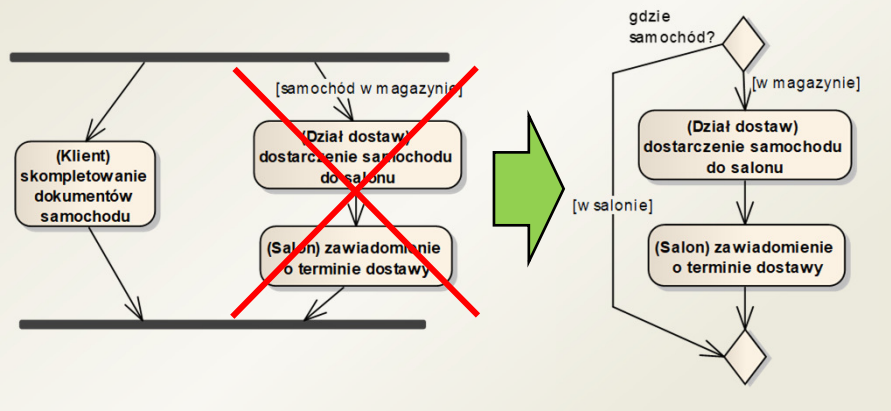 [samochód w magazynie]
(Klient)
skompletowanie
dokumentów
samochodu
(Dział dostaw)
dostarczenie samochodu
do salonu
(Salon) zawiadomienie
o terminie dostawy
gdzie
samochód?
[w magazynie]
(Dział dostaw)
dostarczenie samochodu
do salonu
[w salonie]
(Salon) zawiadomienie
o terminie dostawy